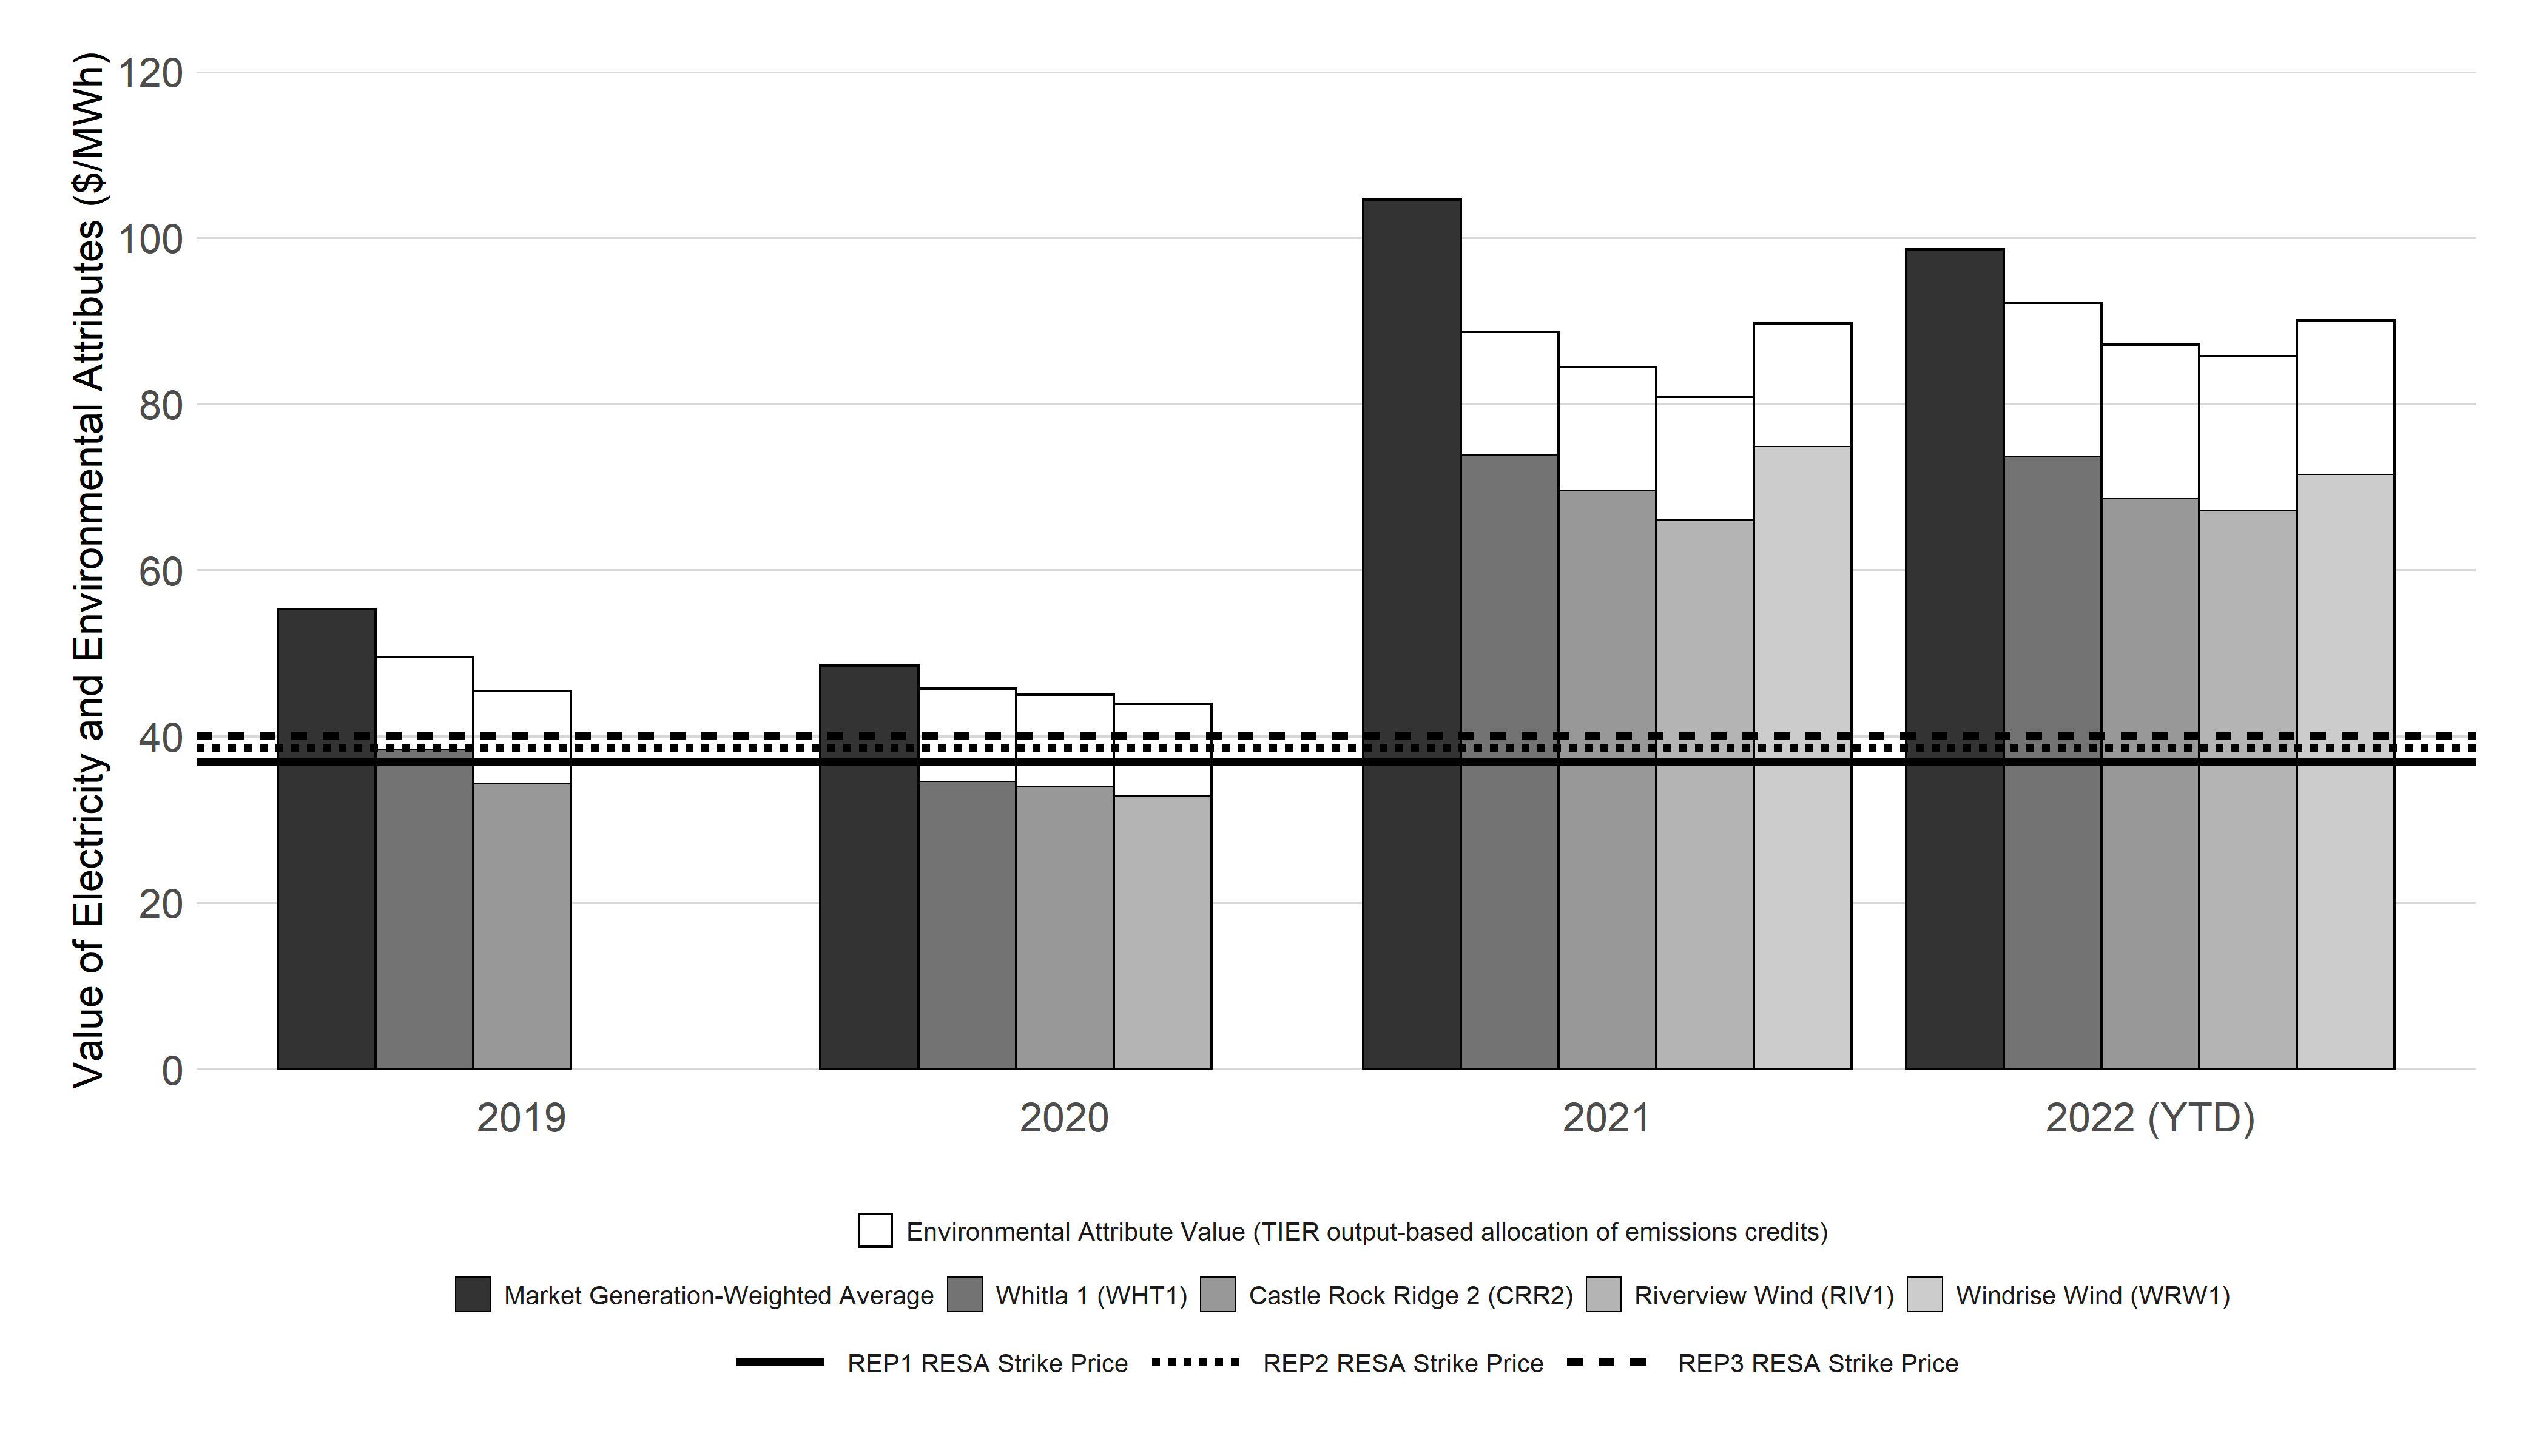 Value of Electricity and Environmental Attributes ($/MWh)
120
100
80
60
40
20
0
2019 2020 2021 2022 (YTD)
Environmental Attribute Value (TIER output-based allocation of emissions credits)
Market Generation-Weighted Average Whitla 1 (WHT1) Castle Rock Ridge 2 (CRR2) Riverview Wind (RIV1) Windrise Wind (WRW1)
REP1 RESA Strike Price REP2 RESA Strike Price REP3 RESA Strike Price